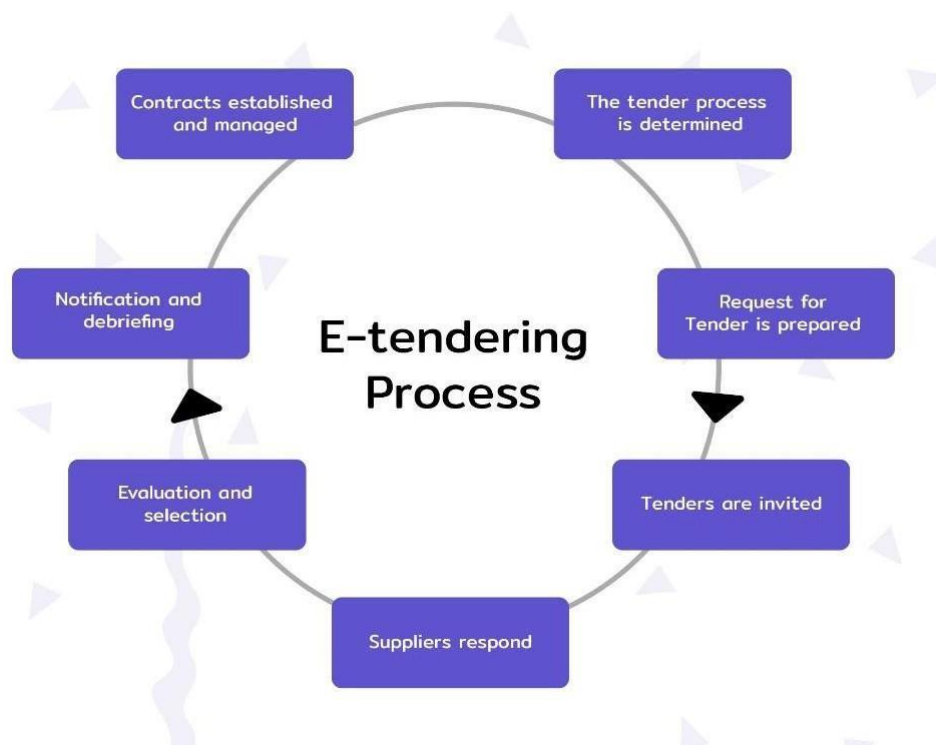 E-tendering
Process
The tender process
is determined
Request for
Tender is prepared
Tenders are invited
Suppliers respond
Evaluation and
selection
Notification and
debriefing
Contracts established
and managed